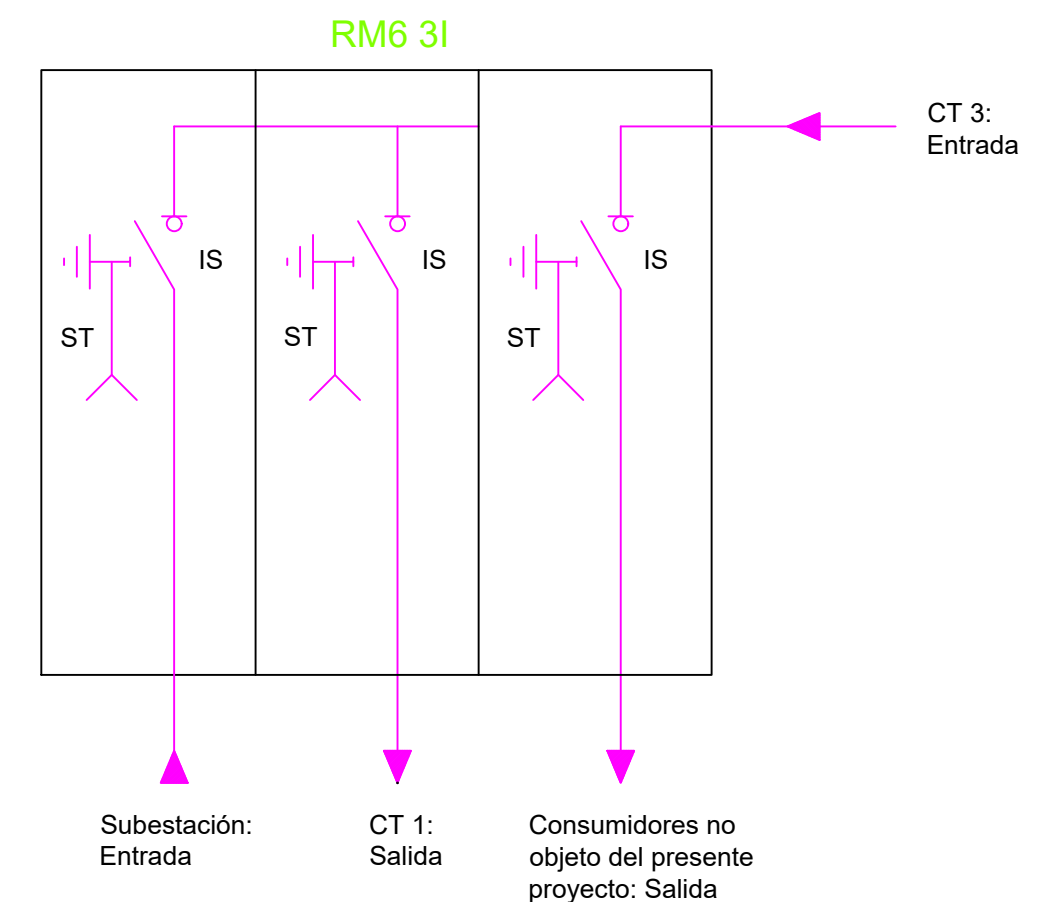 RM6 3I
CT 3:
Entrada
IS
IS
IS
ST
ST
ST
Subestación:
Entrada
CT 1:
Salida
Consumidores no
objeto del presente
proyecto: Salida